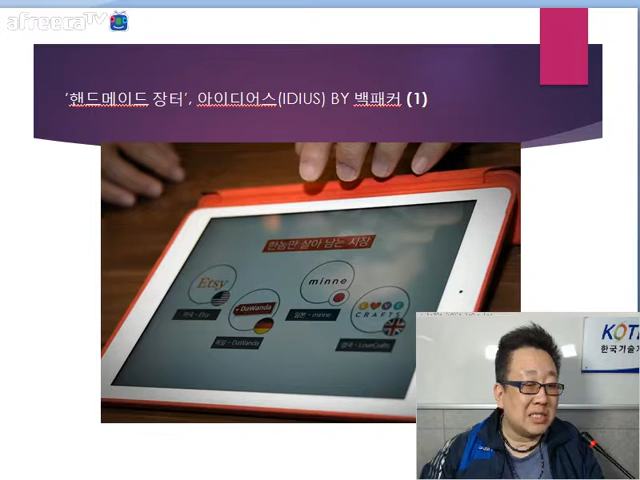 afreecaTV
'핸드메이드 장터', 아이디어스(IDIUS) BY 백패커 (1)
한놈만 살아 남는 시장
Etsy
minne
DaWanda
LOVE CRAFTS
미국 - Etsy
일본 - minne
독일 - DaWanda
영국 - LoveCrafts
한국기술